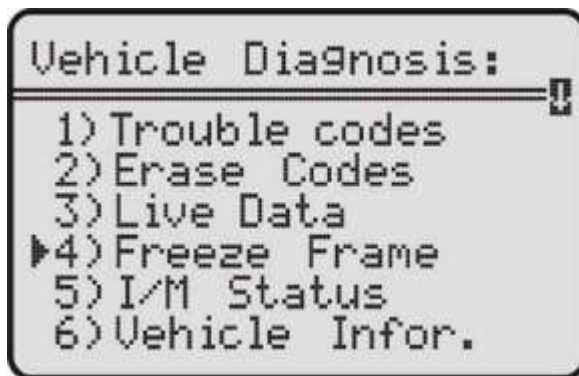 Vehicle Diagnosis:
1)Trouble codes
2)Erase Codes
3)Live Data
4)Freeze Frame
5)I/M Status
6)Vehicle Infor.